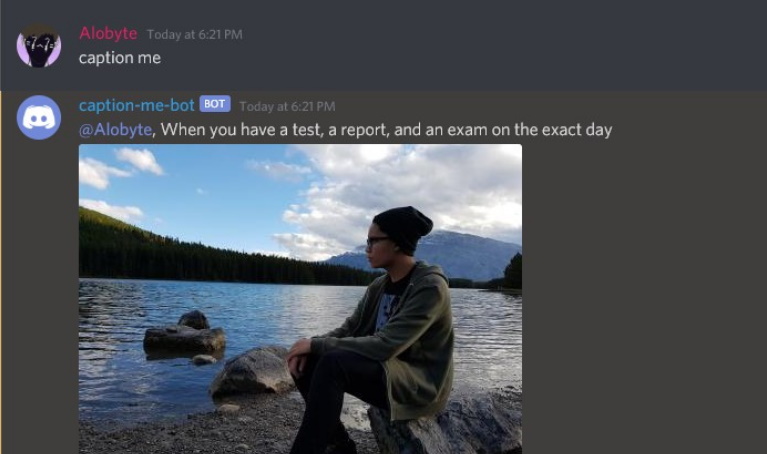 Alobyte Today at 6:21 PM
caption me
caption-me-bot BOT Today at 6:21 PM
@Alobyte, When you have a test, a report, and an exam on the exact day